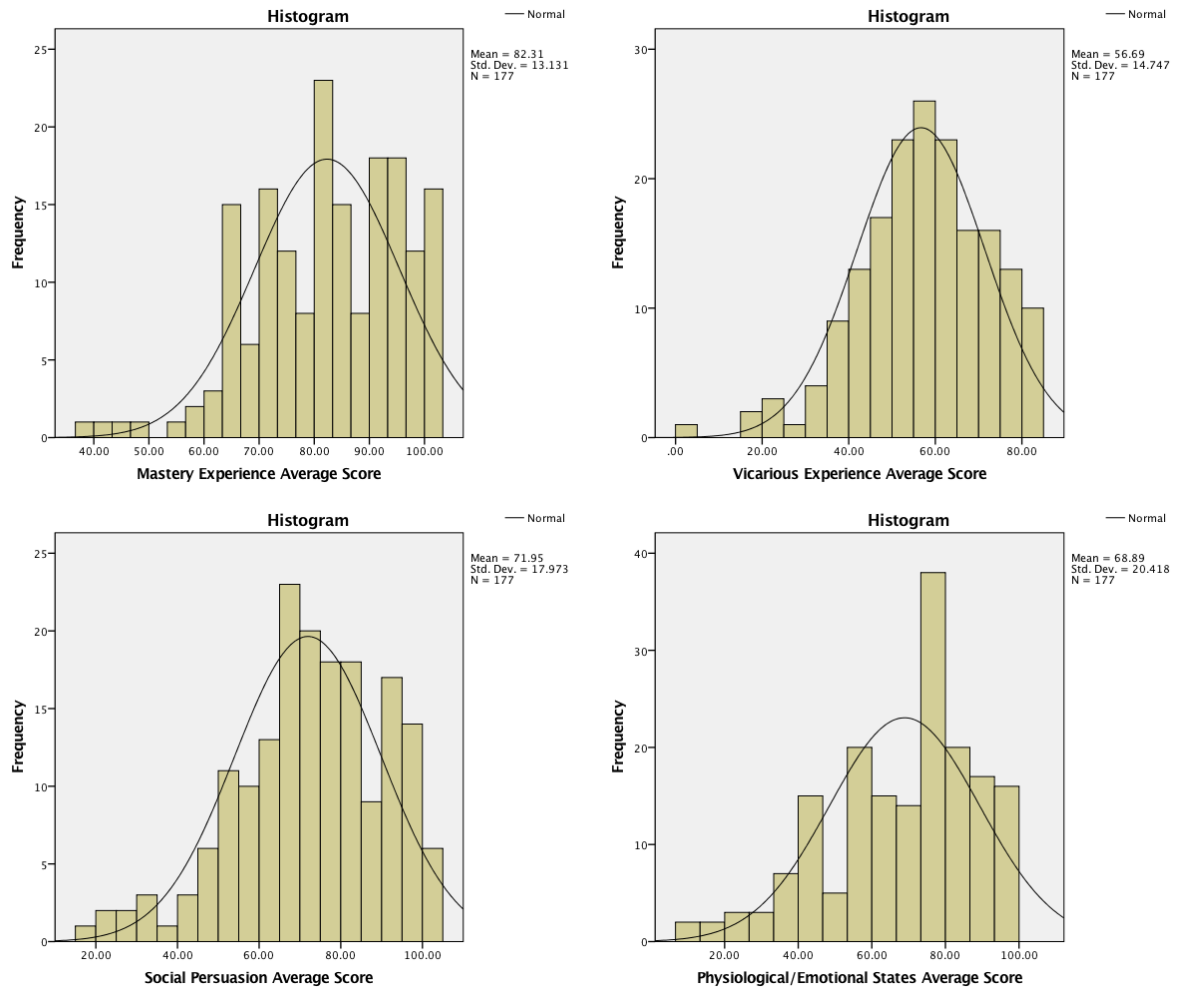 Histogram
Normal
Mean = 82.31
Std. Dev. = 13.131
N = 177
25
20
15
10
5
0
Frequency
40.00 50.00 60.00 70.00 80.00 90.00 100.00
Mastery Experience Average Score
Histogram
Normal
Mean = 56.69
Std. Dev. = 14.747
N = 177
30
20
10
0
Frequency
.00 20.00 40.00 60.00 80.00
Vicarious Experience Average Score
Histogram
Normal
Mean = 71.95
Std. Dev. = 17.973
N = 177
25
20
15
10
5
0
Frequency
20.00 40.00 60.00 80.00 100.00
Social Persuasion Average Score
Histogram
Normal
Mean = 68.89
Std. Dev. = 20.418
N = 177
40
30
20
10
0
Frequency
20.00 40.00 60.00 80.00 100.00
Physiological/Emotional States Average Score